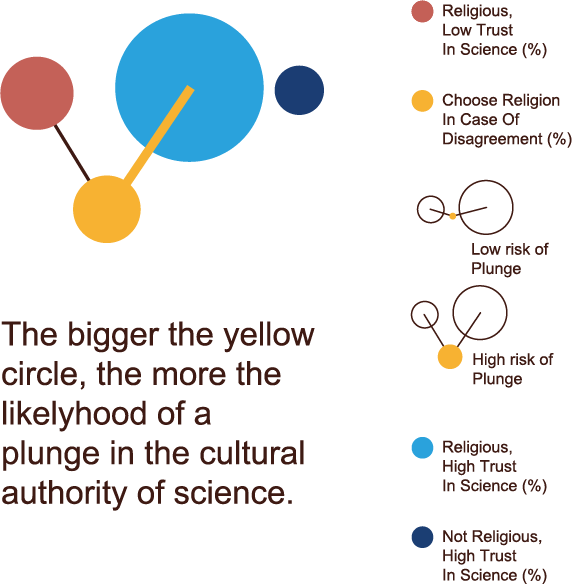 Religious,
Low Trust
In Science (%)
Choose Religion
In Case Of
Disagreement (%)
Low risk of
Plunge
High risk of
Plunge
The bigger the yellow
circle, the more the
likelyhood of a
plunge in the cultural
authority of science.
Religious,
High Trust
In Science (%)
Not Religious,
High Trust
In Science (%)